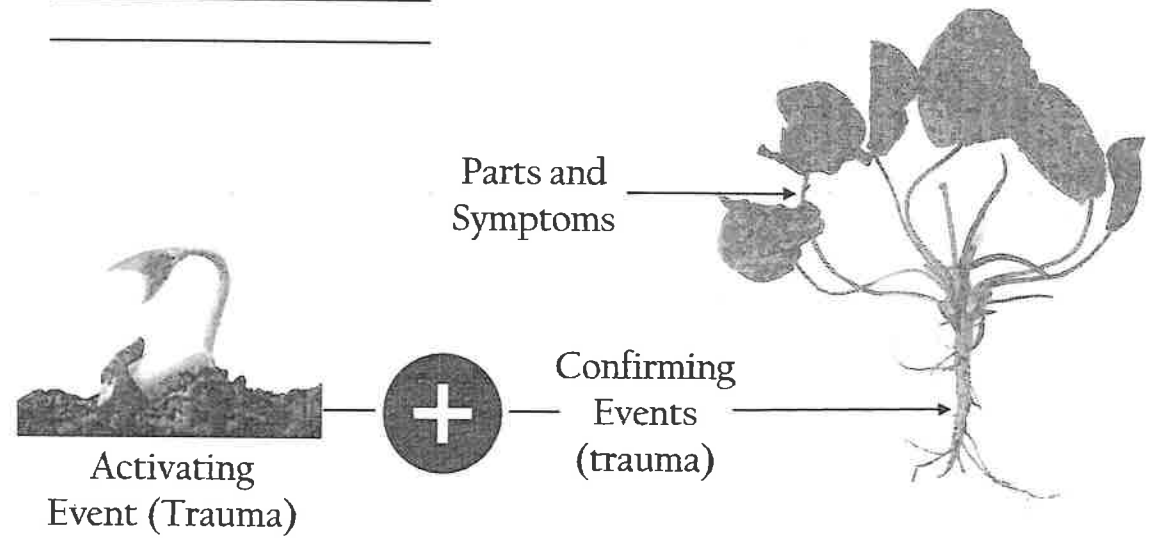 Parts and
Symptoms
Confirming
Events
(trauma)
Activating
Event (Trauma)